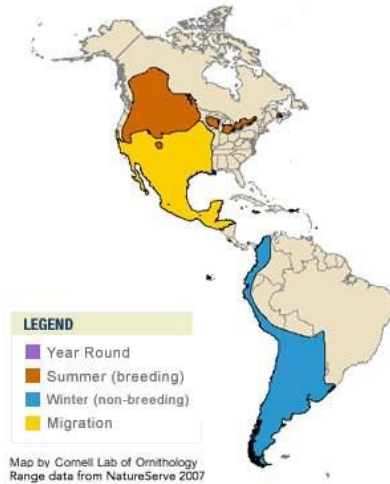 LEGEND
Year Round
Summer (breeding)
Winter (non-breeding)
Migration
Map by Cornell Lab of Ornithology
Range data from NatureServe 2007